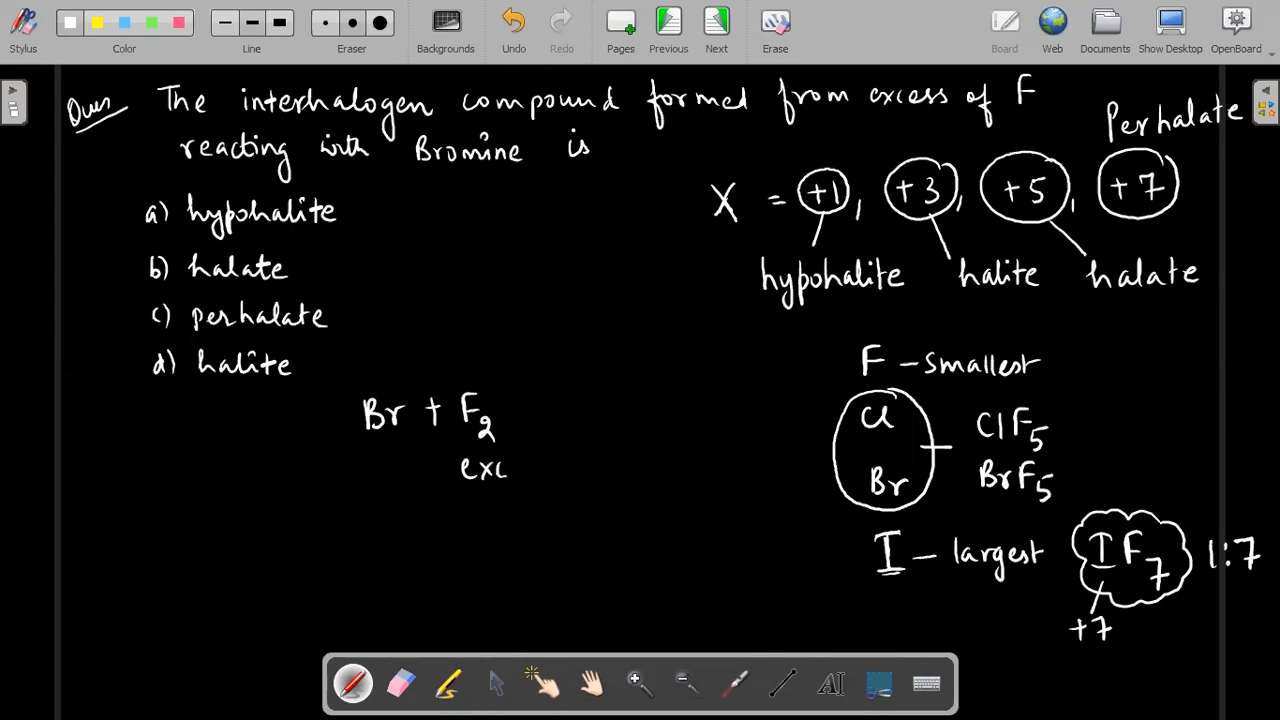 Stylus
Color
Line
Eraser
Backgrounds
Undo
Redo
Pages
Previous
Next
Erase
Board
Web
Documents
Show Desktop
OpenBoard
Ques The interhalogen compound formed from excess of F
reacting with Bromine is
a) hypohalite
b) halate
c) perhalate
d) halite
Br + F2
exc
Perhalate
X = +1, +3, +5, +7
hypohalite halite halate
F - smallest
Cl ClF5
Br BrF5
I - largest IF7 1:7
+7
AI